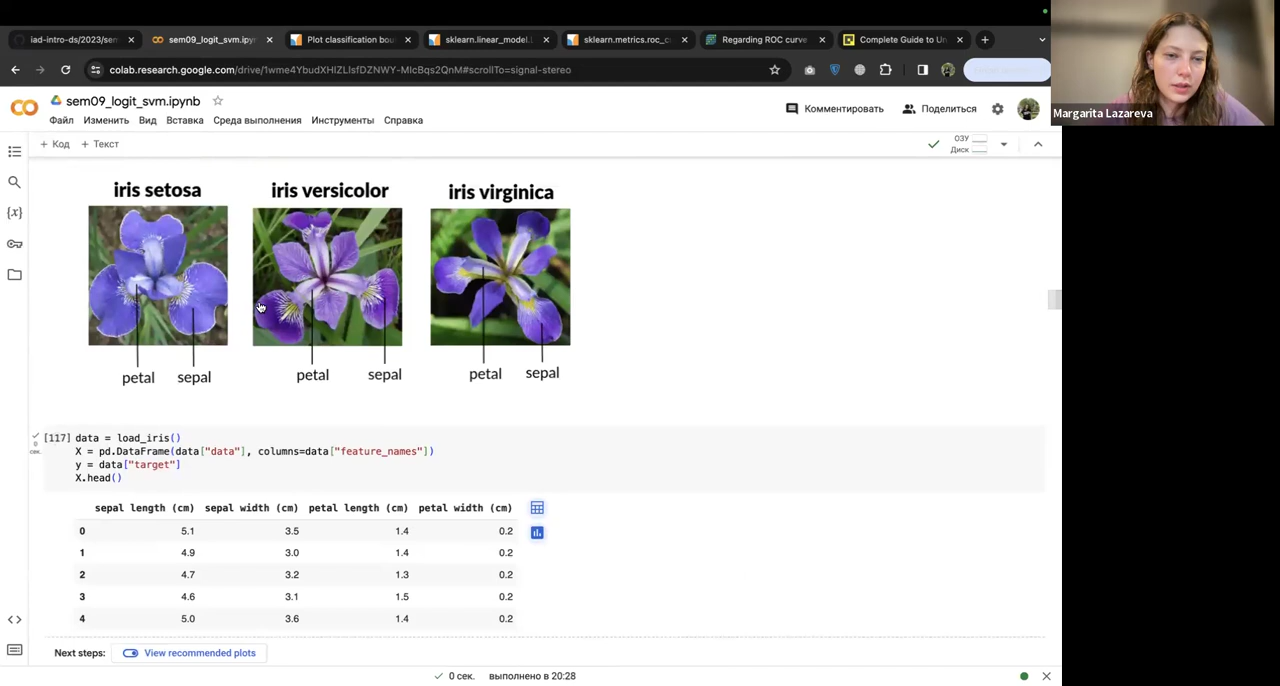 iad-intro-ds/2023/sem
sem09_logit_svm.ipy
Plot classification bou
sklearn.linear_model.
sklearn.metrics.roc_c
Regarding ROC curve
Complete Guide to Un
colab.research.google.com/drive/1wme4YbudXHIZLIsfDZNWY-MIcBqs2QnM#scrollTo=signal-stereo
sem09_logit_svm.ipynb
Комментировать
Поделиться
Файл Изменить Вид Вставка Среда выполнения Инструменты Справка
+ Код + Текст
ОЗУ
Диск
Margarita Lazareva
iris setosa iris versicolor iris virginica
petal sepal petal sepal petal sepal
[117] data = load_iris()
0
сек.
X = pd.DataFrame(data["data"], columns=data["feature_names"])
y = data["target"]
X.head()
sepal length (cm) sepal width (cm) petal length (cm) petal width (cm)
0 5.1 3.5 1.4 0.2
1 4.9 3.0 1.4 0.2
2 4.7 3.2 1.3 0.2
3 4.6 3.1 1.5 0.2
4 5.0 3.6 1.4 0.2
Next steps: View recommended plots
0 сек. выполнено в 20:28